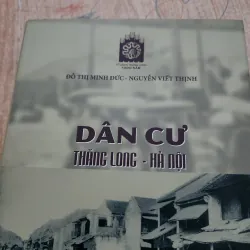 ĐỖ THỊ MINH ĐỨC - NGUYỄN VIẾT THỊNH
DÂN CƯ
THĂNG LONG - HÀ NỘI